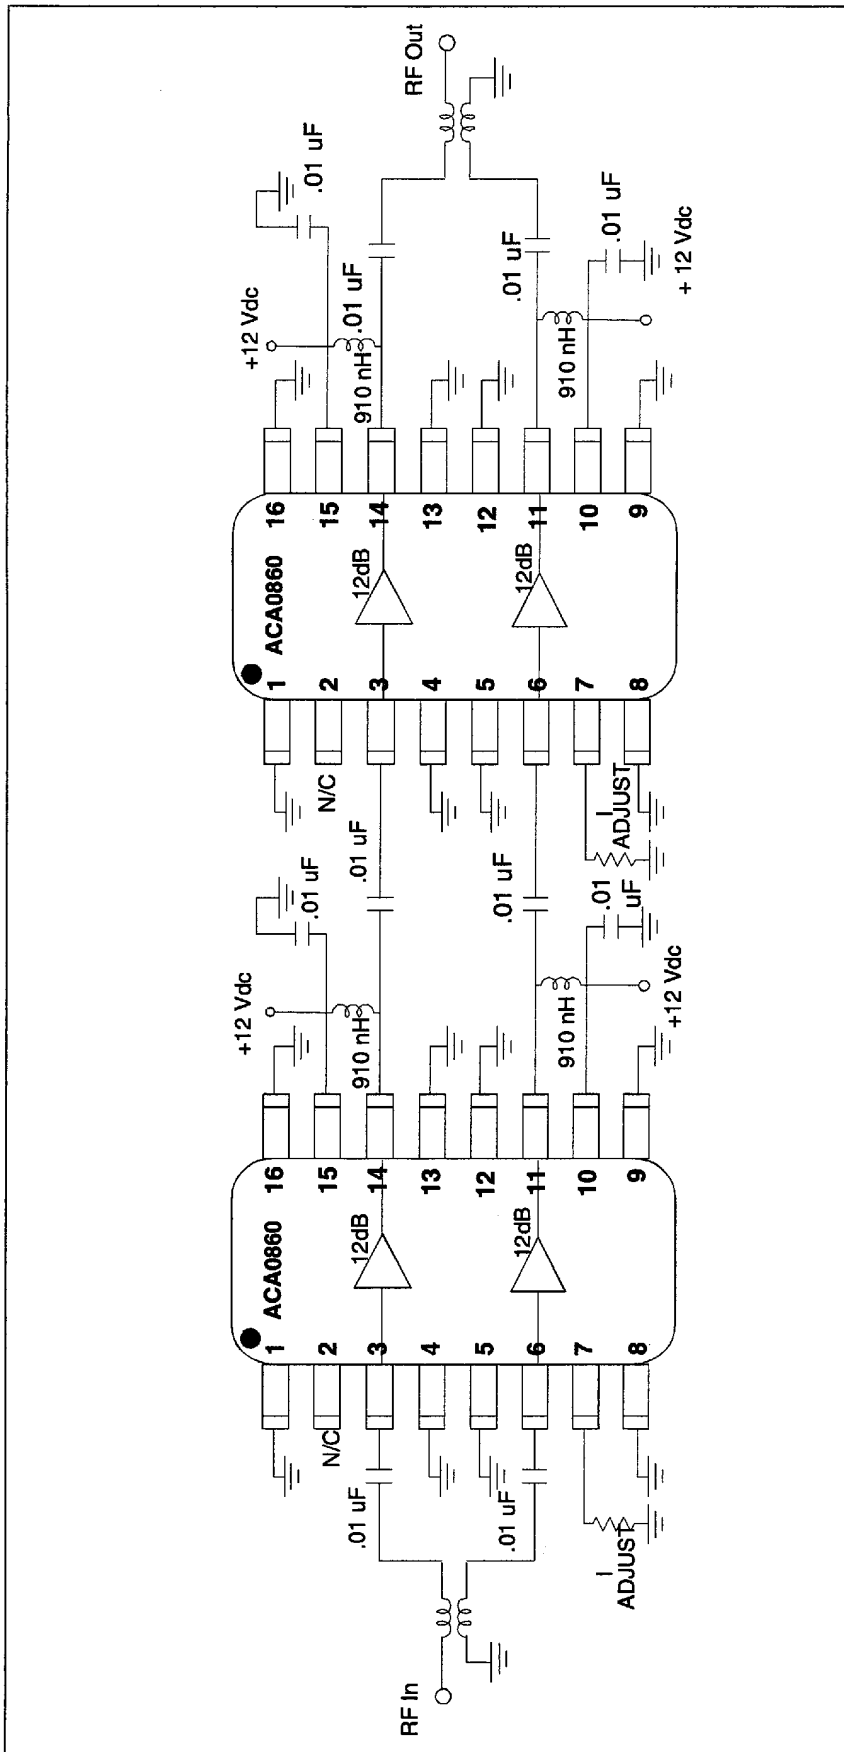 RF In
.01 uF
.01 uF
I
ADJUST
N/C
1
2
3
4
5
6
7
8
ACA0860
12dB
12dB
16
15
14
13
12
11
10
9
+12 Vdc
910 nH
.01 uF
910 nH
+12 Vdc
.01
uF
.01 uF
.01 uF
I
ADJUST
N/C
1
2
3
4
5
6
7
8
ACA0860
12dB
12dB
16
15
14
13
12
11
10
9
+12 Vdc
910 nH
.01 uF
.01 uF
.01 uF
910 nH
.01 uF
+ 12 Vdc
RF Out